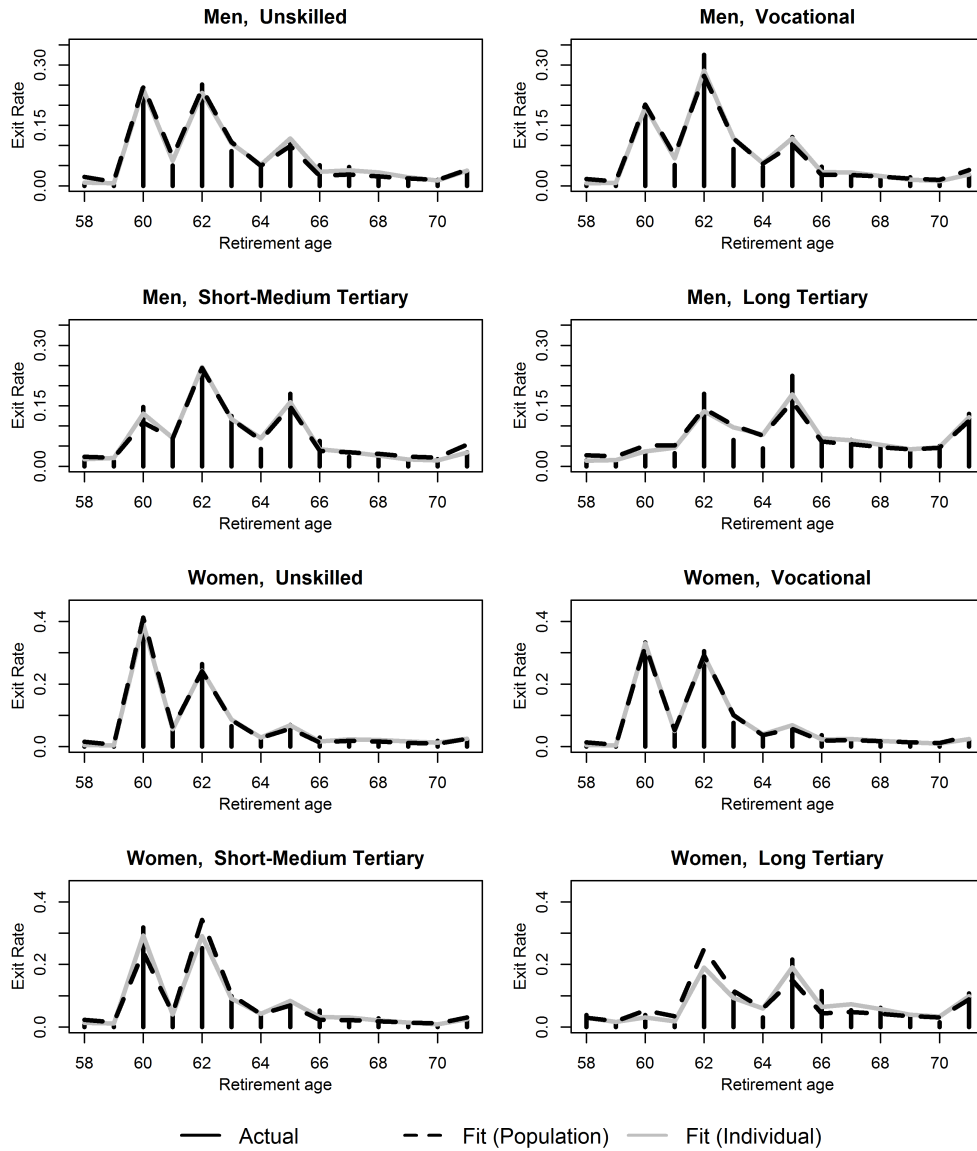 Men,  Unskilled
Exit Rate
0.00 0.15 0.30
58 60 62 64 66 68 70
Retirement age
Men,  Vocational
Exit Rate
0.00 0.15 0.30
58 60 62 64 66 68 70
Retirement age
Men,  Short-Medium Tertiary
Exit Rate
0.00 0.15 0.30
58 60 62 64 66 68 70
Retirement age
Men,  Long Tertiary
Exit Rate
0.00 0.15 0.30
58 60 62 64 66 68 70
Retirement age
Women,  Unskilled
Exit Rate
0.0 0.2 0.4
58 60 62 64 66 68 70
Retirement age
Women,  Vocational
Exit Rate
0.0 0.2 0.4
58 60 62 64 66 68 70
Retirement age
Women,  Short-Medium Tertiary
Exit Rate
0.0 0.2 0.4
58 60 62 64 66 68 70
Retirement age
Women,  Long Tertiary
Exit Rate
0.0 0.2 0.4
58 60 62 64 66 68 70
Retirement age
Actual Fit (Population) Fit (Individual)